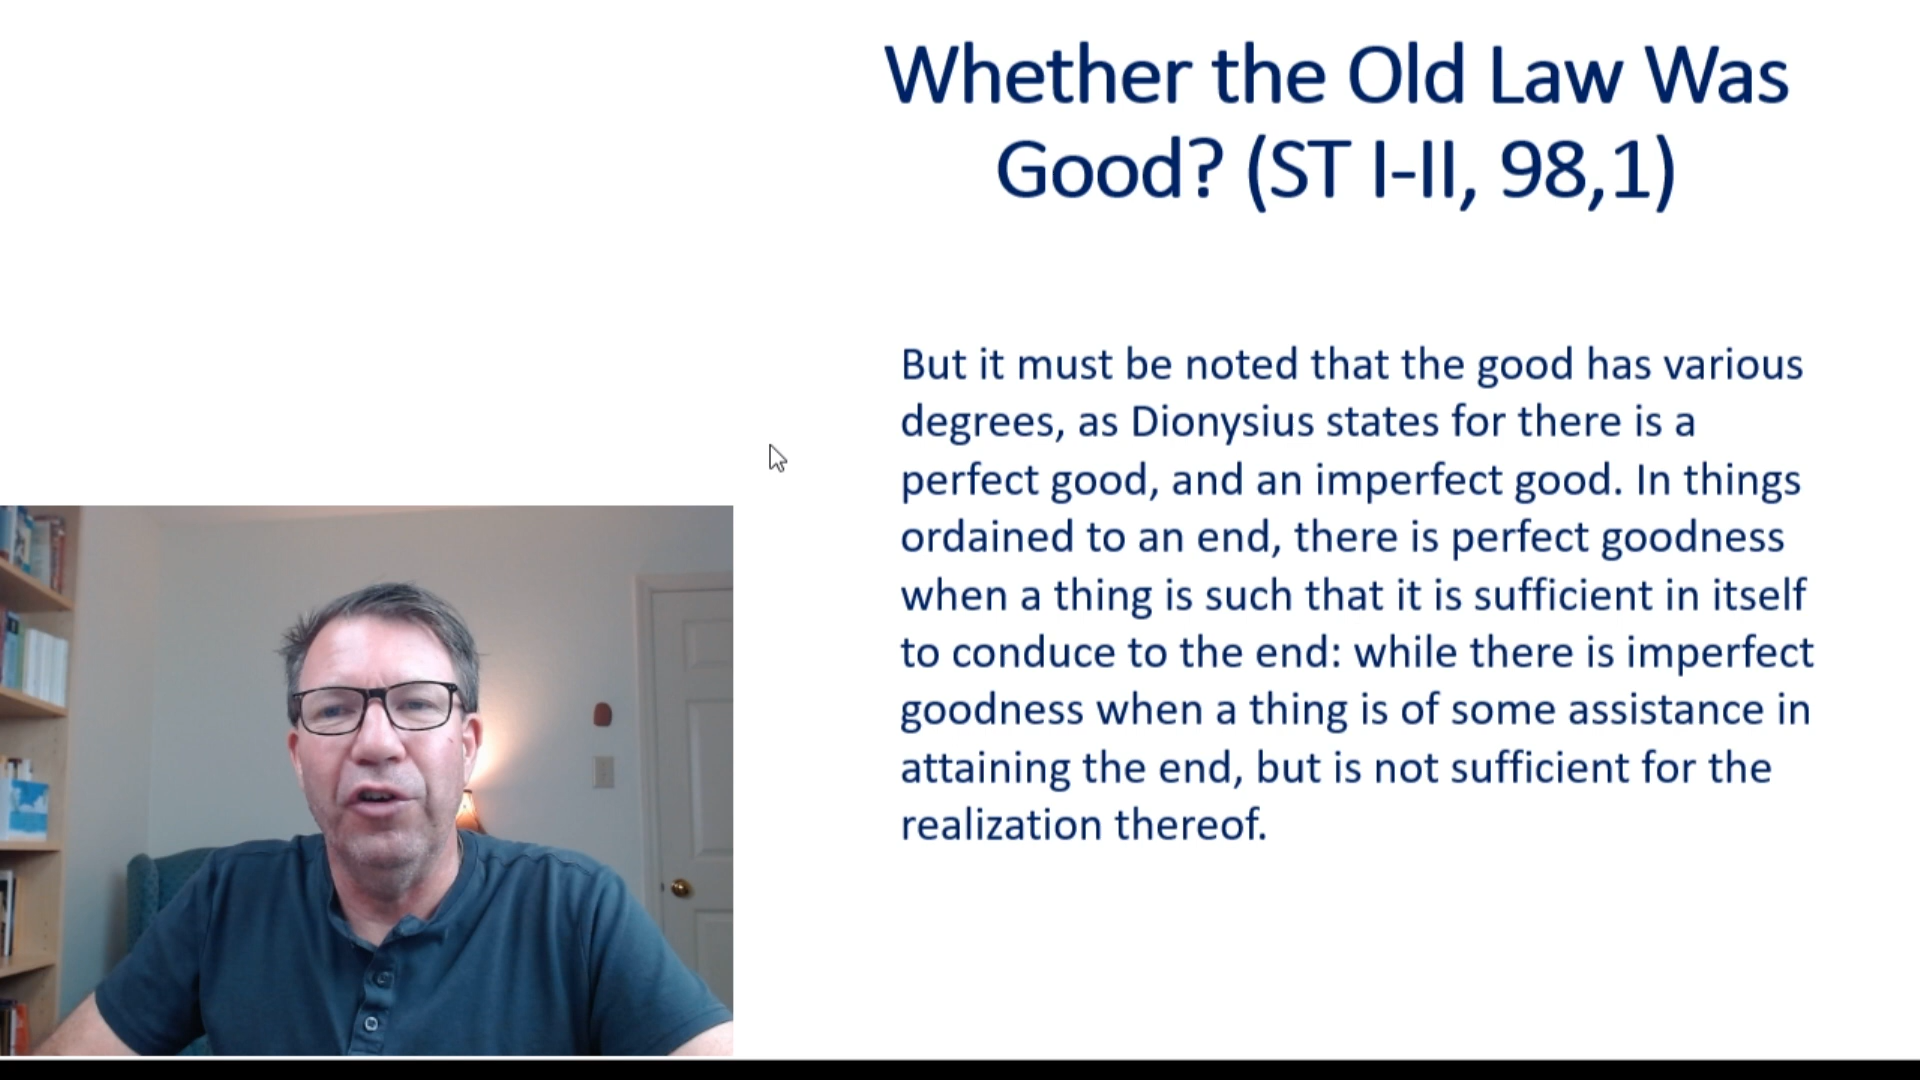 Whether the Old Law Was
Good? (ST I-II, 98,1)
But it must be noted that the good has various
degrees, as Dionysius states for there is a
perfect good, and an imperfect good. In things
ordained to an end, there is perfect goodness
when a thing is such that it is sufficient in itself
to conduce to the end: while there is imperfect
goodness when a thing is of some assistance in
attaining the end, but is not sufficient for the
realization thereof.